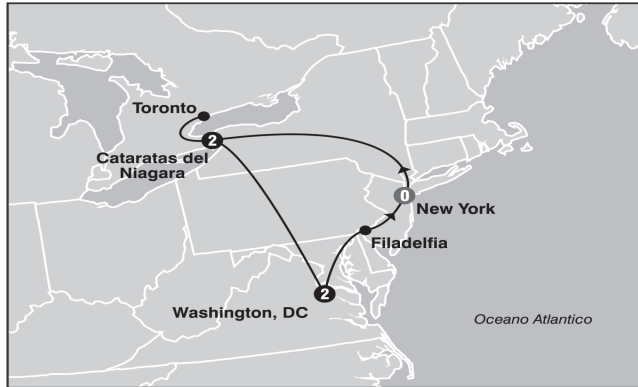 Toronto
2
Cataratas del
Niagara
0
New York
Filadelfia
2
Washington, DC
Oceano Atlantico